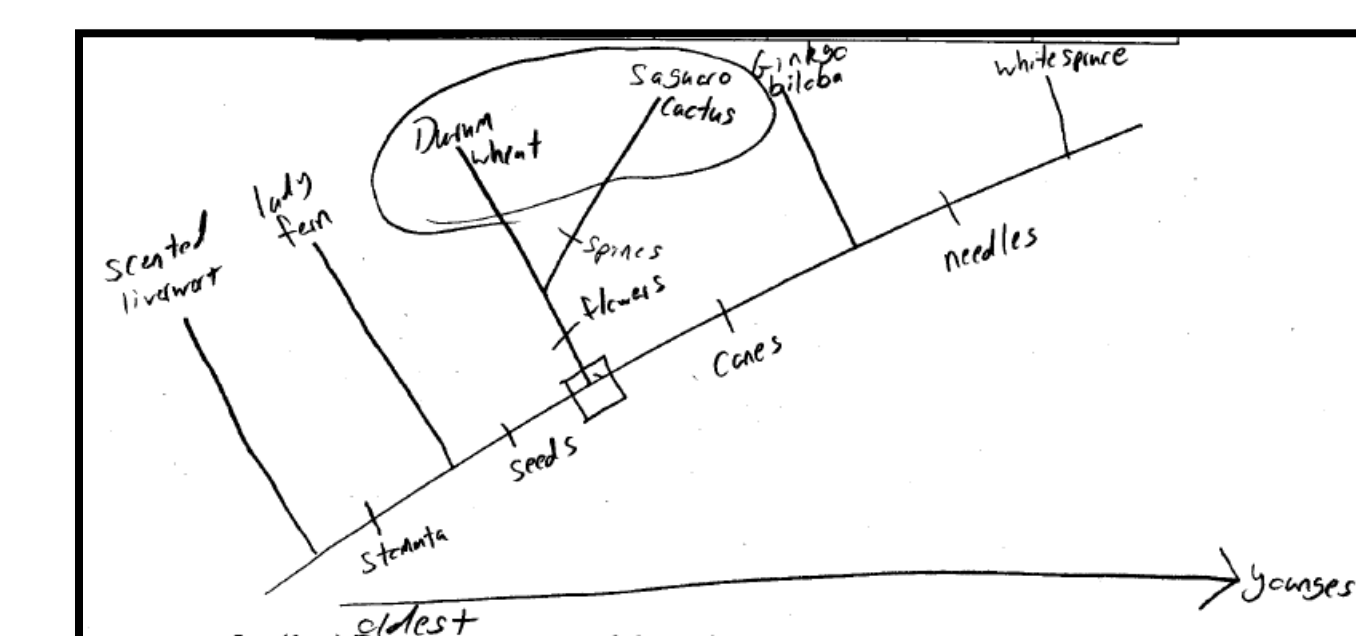 Ginkgo
biloba
white spruce
Saguaro
Cactus
Durum
wheat
lady
fern
scented
liverwort
spines
flowers
needles
Cones
seeds
Stomata
oldest
younges